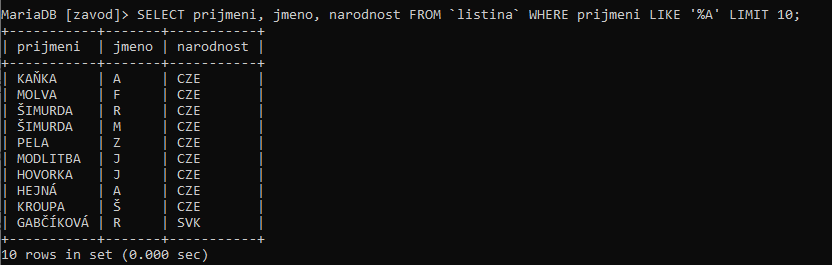 MariaDB [zavod]> SELECT prijmeni, jmeno, narodnost FROM `listina` WHERE prijmeni LIKE '%A' LIMIT 10;
+-----------+-------+-----------+
| prijmeni  | jmeno | narodnost |
+-----------+-------+-----------+
| KAŇKA     | A     | CZE       |
| MOLVA     | F     | CZE       |
| ŠIMURDA   | R     | CZE       |
| ŠIMURDA   | M     | CZE       |
| PELA      | Z     | CZE       |
| MODLITBA  | J     | CZE       |
| HOVORKA   | J     | CZE       |
| HEJNÁ     | A     | CZE       |
| KROUPA    | Š     | CZE       |
| GABČÍKOVÁ | R     | SVK       |
+-----------+-------+-----------+
10 rows in set (0.000 sec)